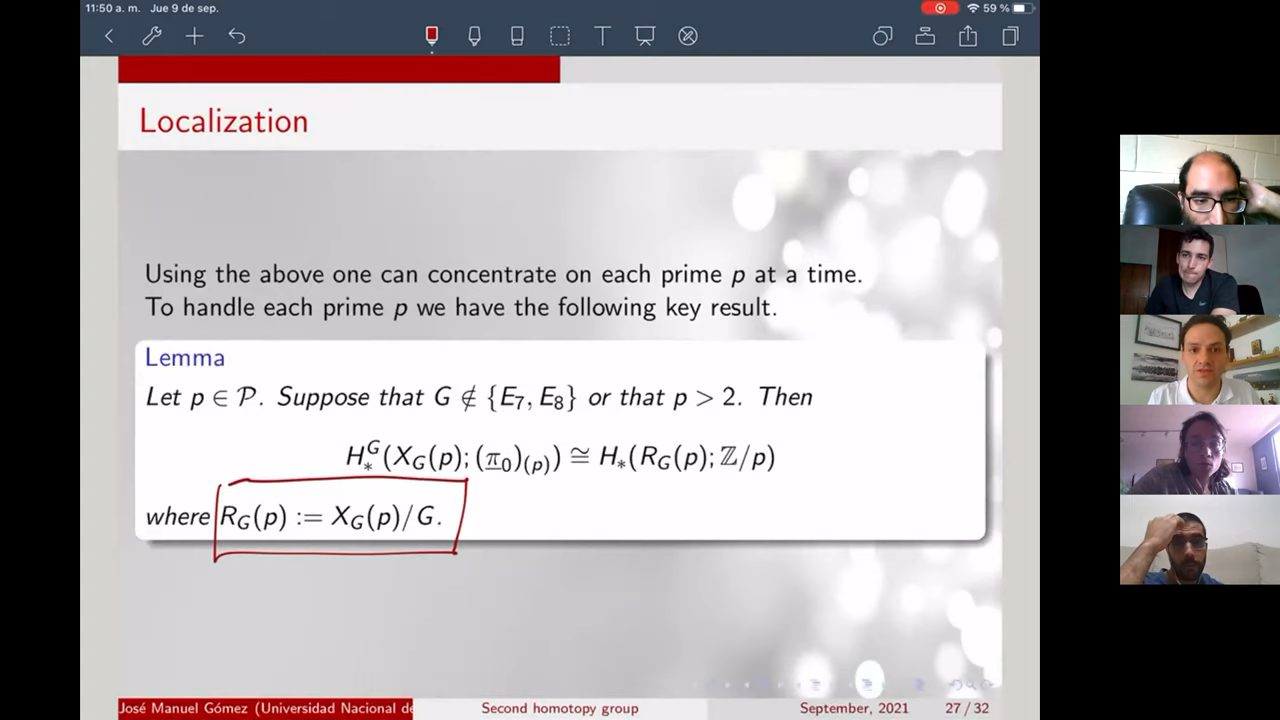 11:50 a. m. Jue 9 de sep.
59 %
Localization
Using the above one can concentrate on each prime p at a time.
To handle each prime p we have the following key result.
Lemma
Let p ∈ 𝒫. Suppose that G ∉ {E₇, E₈} or that p > 2. Then
H_*^G(X_G(p); (π̲₀)_(p)) ≅ H_*(R_G(p); ℤ/p)
where R_G(p) := X_G(p)/G.
José Manuel Gómez (Universidad Nacional de
Second homotopy group
September, 2021
27 / 32